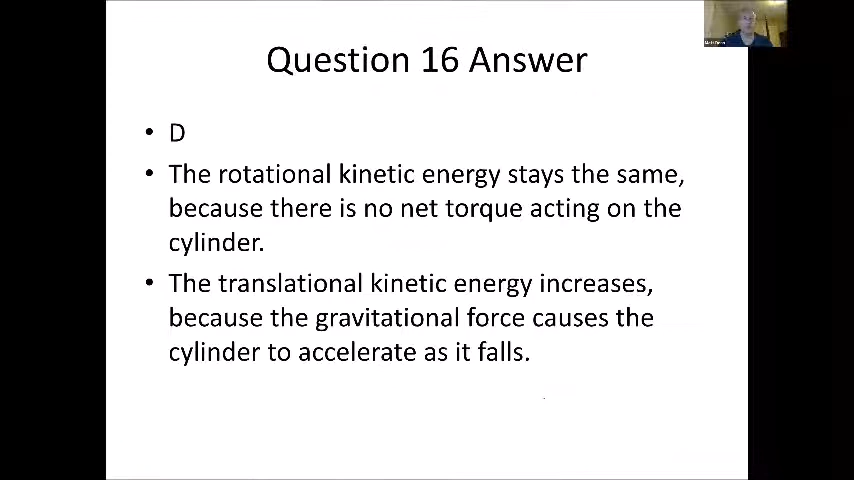 Question 16 Answer
• D
• The rotational kinetic energy stays the same,
because there is no net torque acting on the
cylinder.
• The translational kinetic energy increases,
because the gravitational force causes the
cylinder to accelerate as it falls.